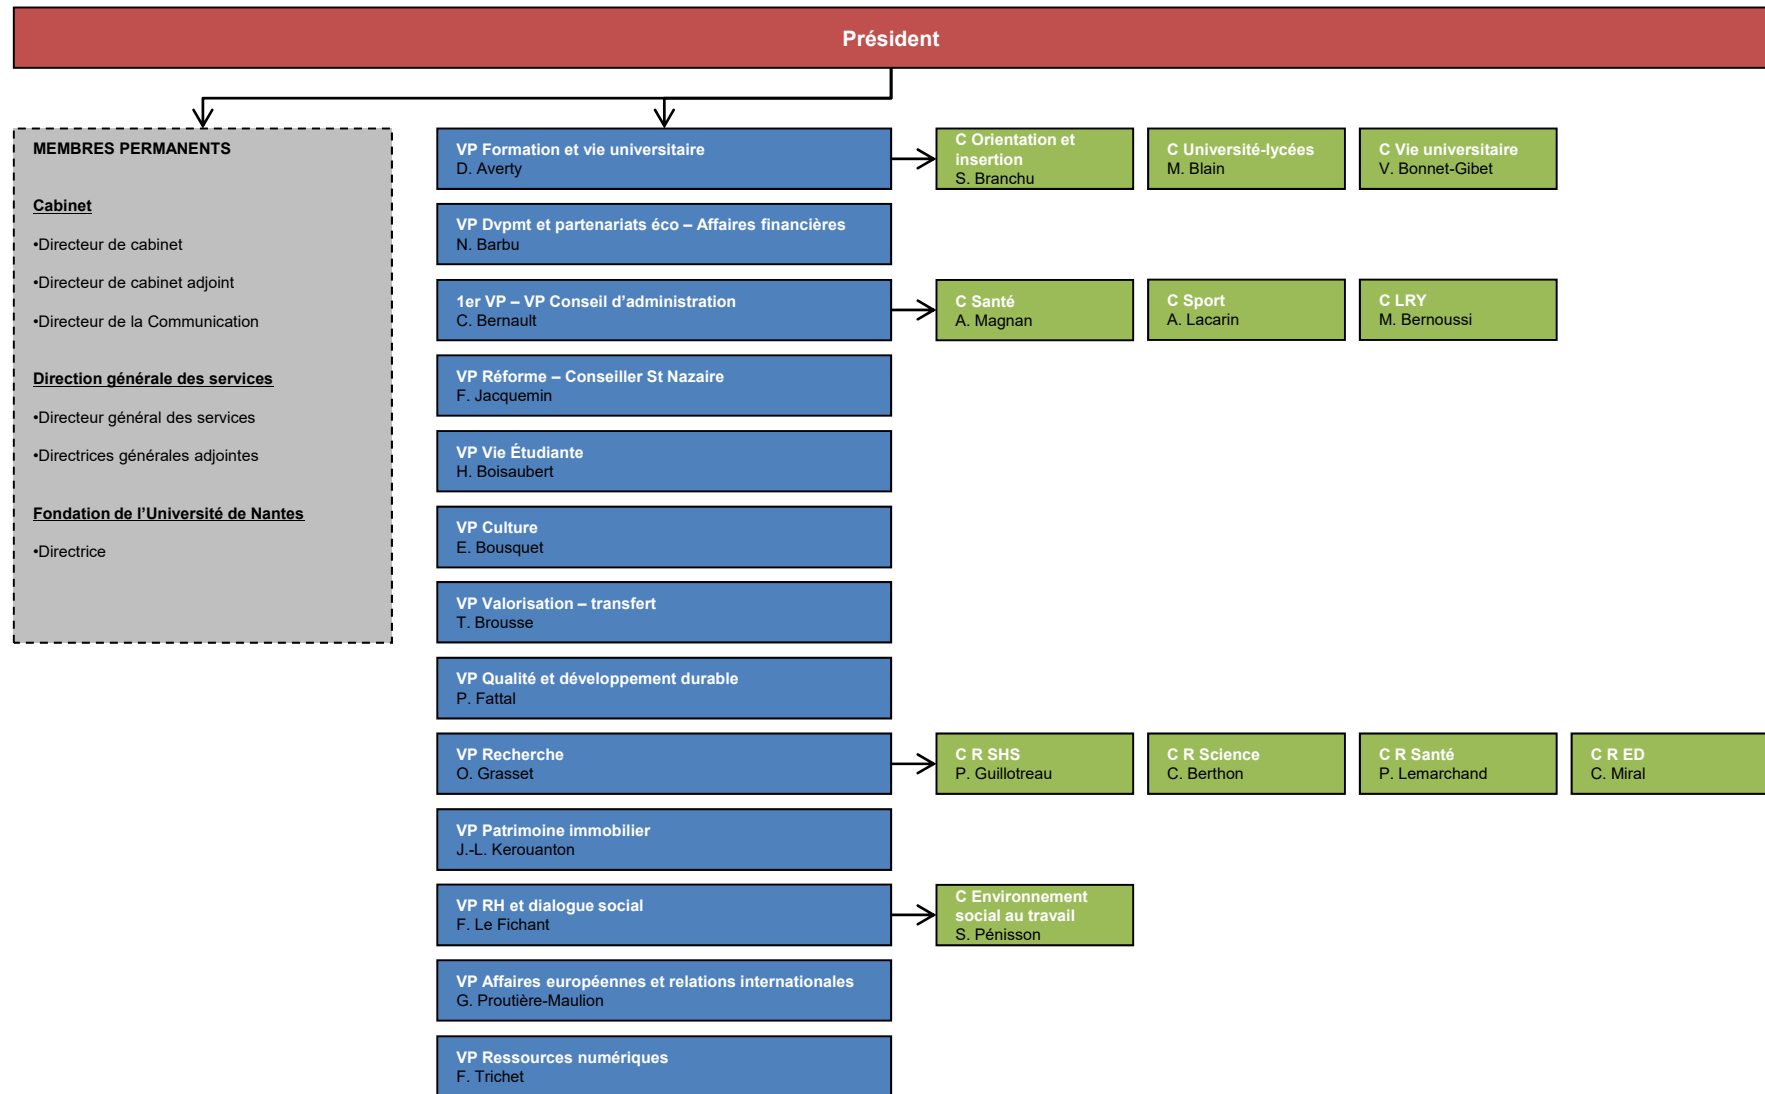 Président
MEMBRES PERMANENTS
Cabinet
•Directeur de cabinet
•Directeur de cabinet adjoint
•Directeur de la Communication
Direction générale des services
•Directeur général des services
•Directrices générales adjointes
Fondation de l’Université de Nantes
•Directrice
VP Formation et vie universitaire
D. Averty
C Orientation et
insertion
S. Branchu
C Université-lycées
M. Blain
C Vie universitaire
V. Bonnet-Gibet
VP Dvpmt et partenariats éco – Affaires financières
N. Barbu
1er VP – VP Conseil d’administration
C. Bernault
C Santé
A. Magnan
C Sport
A. Lacarin
C LRY
M. Bernoussi
VP Réforme – Conseiller St Nazaire
F. Jacquemin
VP Vie Étudiante
H. Boisaubert
VP Culture
E. Bousquet
VP Valorisation – transfert
T. Brousse
VP Qualité et développement durable
P. Fattal
VP Recherche
O. Grasset
C R SHS
P. Guillotreau
C R Science
C. Berthon
C R Santé
P. Lemarchand
C R ED
C. Miral
VP Patrimoine immobilier
J.-L. Kerouanton
VP RH et dialogue social
F. Le Fichant
C Environnement
social au travail
S. Pénisson
VP Affaires européennes et relations internationales
G. Proutière-Maulion
VP Ressources numériques
F. Trichet